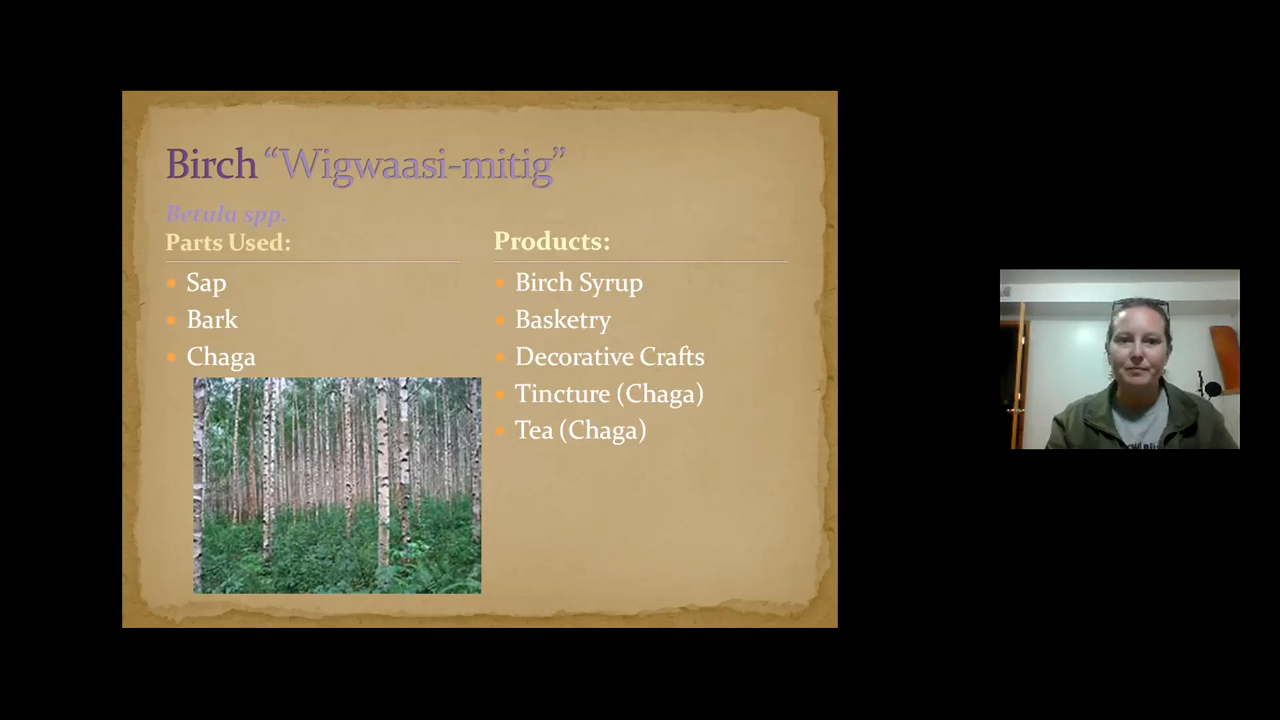 Birch “Wigwaasi-mitig”
Betula spp.
Parts Used:
• Sap
• Bark
• Chaga
Products:
• Birch Syrup
• Basketry
• Decorative Crafts
• Tincture (Chaga)
• Tea (Chaga)